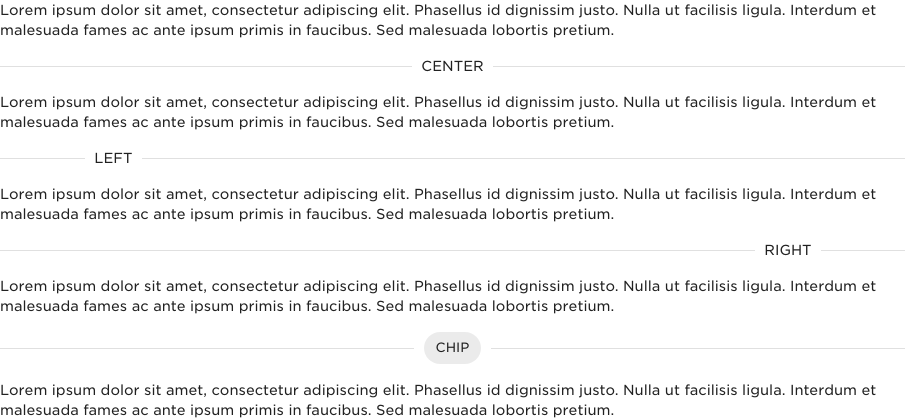 Lorem ipsum dolor sit amet, consectetur adipiscing elit. Phasellus id dignissim justo. Nulla ut facilisis ligula. Interdum et
malesuada fames ac ante ipsum primis in faucibus. Sed malesuada lobortis pretium.
CENTER
Lorem ipsum dolor sit amet, consectetur adipiscing elit. Phasellus id dignissim justo. Nulla ut facilisis ligula. Interdum et
malesuada fames ac ante ipsum primis in faucibus. Sed malesuada lobortis pretium.
LEFT
Lorem ipsum dolor sit amet, consectetur adipiscing elit. Phasellus id dignissim justo. Nulla ut facilisis ligula. Interdum et
malesuada fames ac ante ipsum primis in faucibus. Sed malesuada lobortis pretium.
RIGHT
Lorem ipsum dolor sit amet, consectetur adipiscing elit. Phasellus id dignissim justo. Nulla ut facilisis ligula. Interdum et
malesuada fames ac ante ipsum primis in faucibus. Sed malesuada lobortis pretium.
CHIP
Lorem ipsum dolor sit amet, consectetur adipiscing elit. Phasellus id dignissim justo. Nulla ut facilisis ligula. Interdum et
malesuada fames ac ante ipsum primis in faucibus. Sed malesuada lobortis pretium.